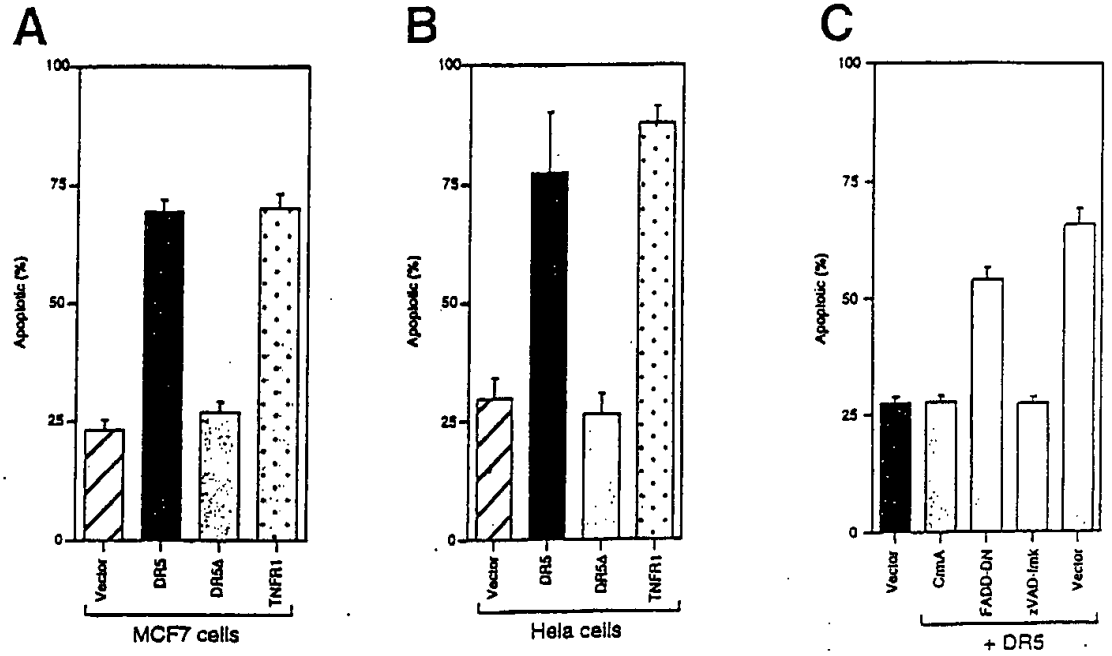 A
100
75
50
25
0
Apoptotic (%)
Vector
DR5
DR5Δ
TNFR1
MCF7 cells
B
100
75
50
25
0
Apoptotic (%)
Vector
DR5
DR5Δ
TNFR1
Hela cells
C
100
75
50
25
0
Apoptotic (%)
Vector
CrmA
FADD-DN
zVAD-fmk
Vector
+ DR5